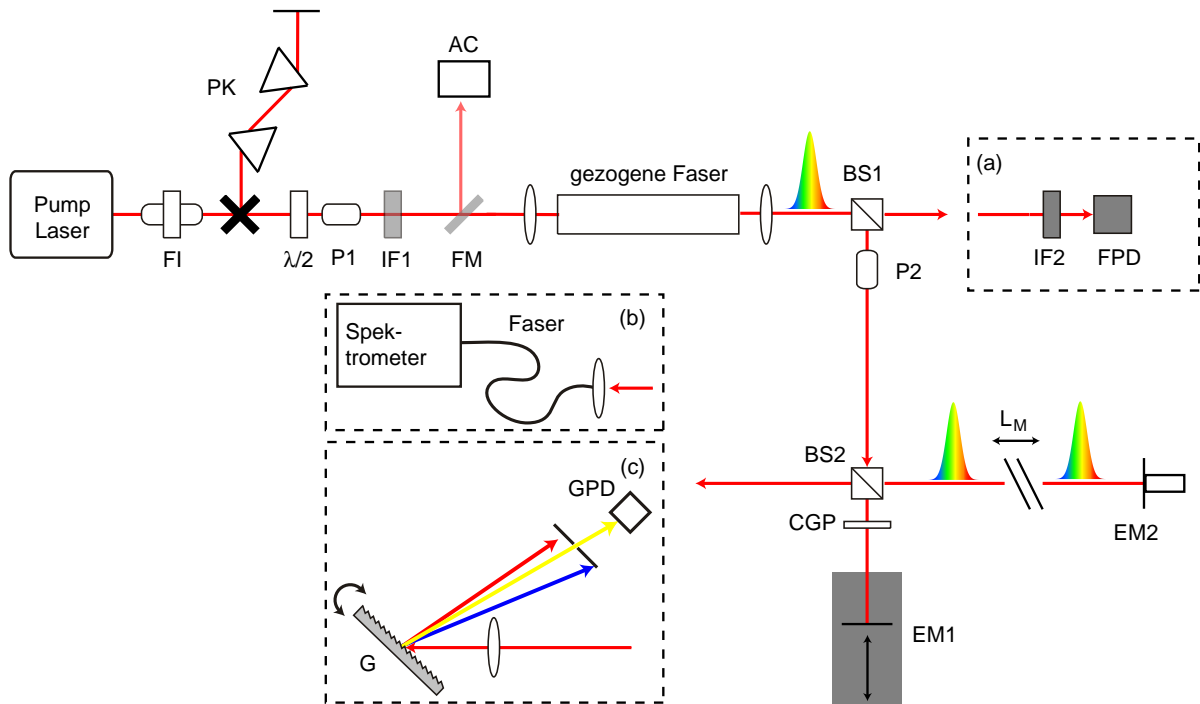 AC
PK
gezogene Faser
BS1
(a)
Pump
Laser
FI
λ/2
P1
IF1
FM
P2
IF2
FPD
(b)
Spek-
trometer
Faser
(c)
GPD
G
BS2
L_M
CGP
EM2
EM1